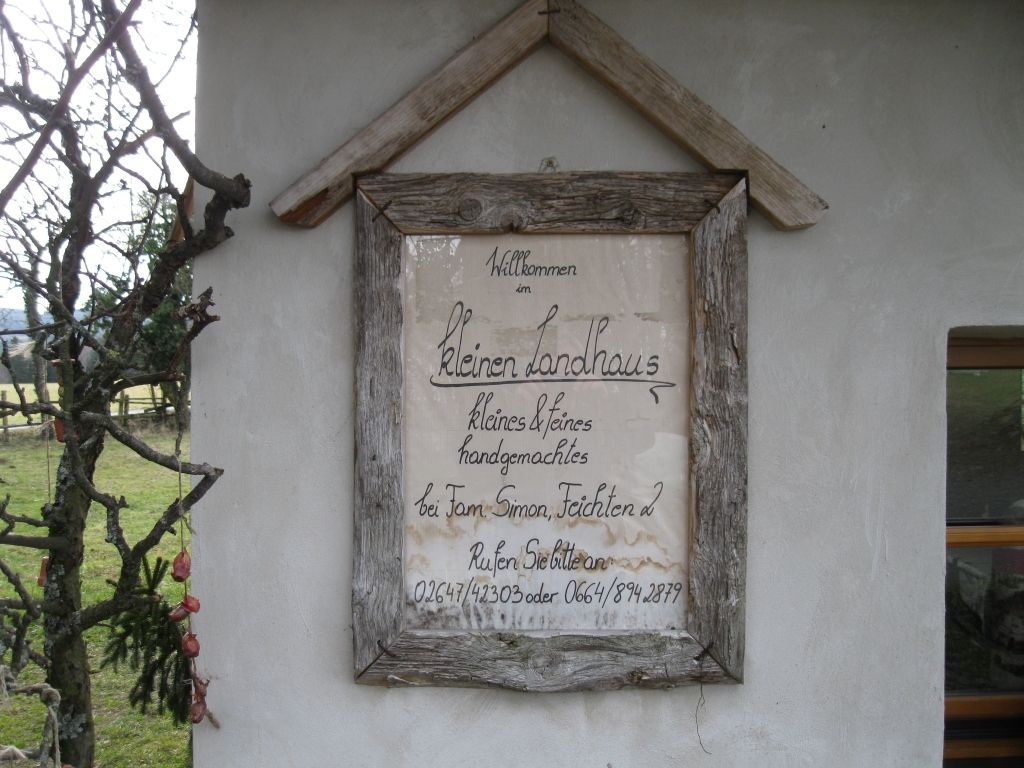 Willkommen
im
kleinen Landhaus
kleines & feines
handgemachtes
bei Fam. Simon, Feichten 2
Rufen Sie bitte an:
02647/42303 oder 0664/8942879